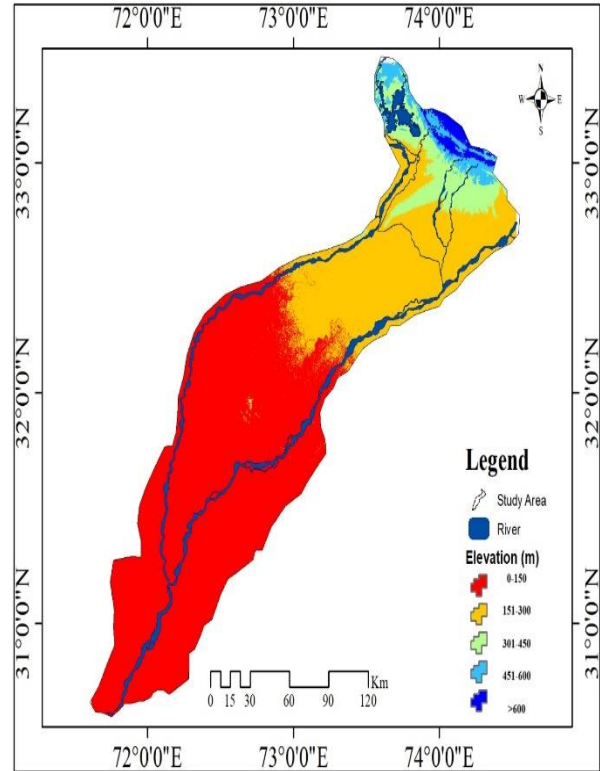 72°0'0"E 73°0'0"E 74°0'0"E
N
W E
S
33°0'0"N 33°0'0"N
32°0'0"N 32°0'0"N
31°0'0"N 31°0'0"N
Legend
Study Area
River
Elevation (m)
0-150
151-300
301-450
451-600
>600
Km
0 15 30 60 90 120
72°0'0"E 73°0'0"E 74°0'0"E